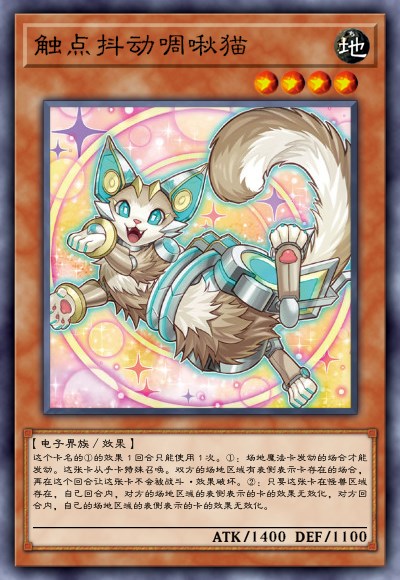 触点抖动啁啾猫
地
【电子界族／效果】
这个卡名的①的效果1回合只能使用1次。①：场地魔法卡发动的场合才能
发动。这张卡从手卡特殊召唤。双方的场地区域有表侧表示卡存在的场合，
再在这个回合让这张卡不会被战斗·效果破坏。②：只要这张卡在怪兽区域
存在，自己回合内，对方的场地区域的表侧表示的卡的效果无效化，对方回
合内，自己的场地区域的表侧表示的卡的效果无效化。
ATK/1400 DEF/1100